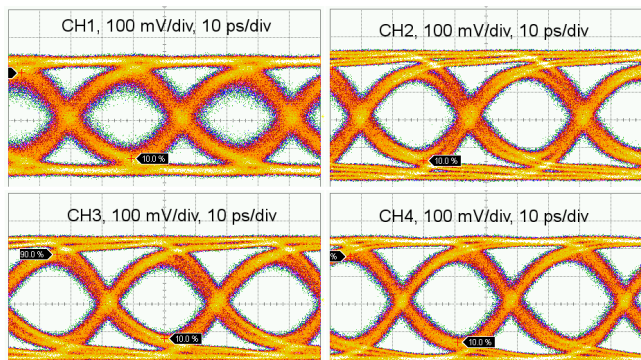 CH1, 100 mV/div, 10 ps/div
10.0 %
CH2, 100 mV/div, 10 ps/div
10.0 %
CH3, 100 mV/div, 10 ps/div
90.0 %
10.0 %
CH4, 100 mV/div, 10 ps/div
%
10.0 %